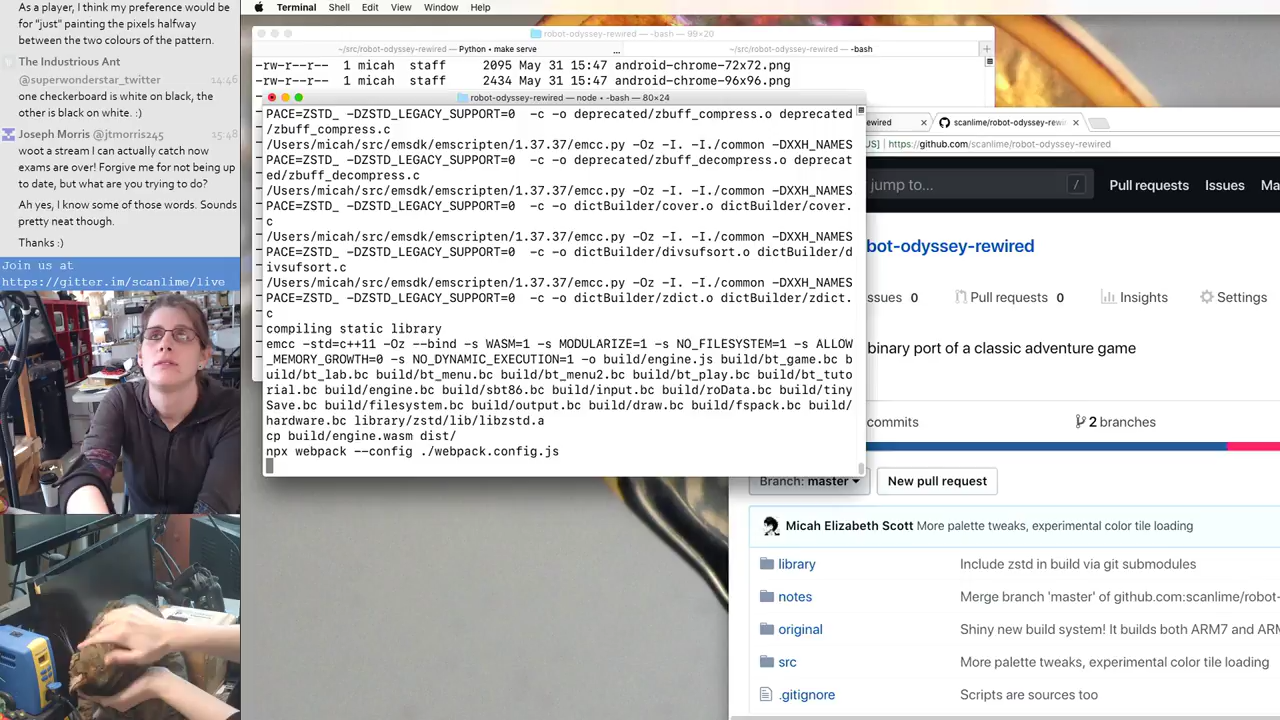 Terminal Shell Edit View Window Help
As a player, I think my preference would be
for "just" painting the pixels halfway
between the two colours of the pattern.
The Industrious Ant
@superwonderstar_twitter 14:46
one checkerboard is white on black, the
other is black on white. :)
Joseph Morris @jtmorris245 15:48
woot a stream I can actually catch now
exams are over! Forgive me for not being up
to date, but what are you trying to do?
Ah yes, I know some of those words. Sounds
pretty neat though.
Thanks :)
Join us at
https://gitter.im/scanlime/live
robot-odyssey-rewired — -bash — 99×20
~/src/robot-odyssey-rewired — Python • make serve ... ~/src/robot-odyssey-rewired — -bash +
-rw-r--r-- 1 micah staff 2095 May 31 15:47 android-chrome-72x72.png
-rw-r--r-- 1 micah staff 2434 May 31 15:47 android-chrome-96x96.png
robot-odyssey-rewired — node • -bash — 80×24
PACE=ZSTD_ -DZSTD_LEGACY_SUPPORT=0 -c -o deprecated/zbuff_compress.o deprecated
/zbuff_compress.c
/Users/micah/src/emsdk/emscripten/1.37.37/emcc.py -Oz -I. -I./common -DXXH_NAMES
PACE=ZSTD_ -DZSTD_LEGACY_SUPPORT=0 -c -o deprecated/zbuff_decompress.o deprecat
ed/zbuff_decompress.c
/Users/micah/src/emsdk/emscripten/1.37.37/emcc.py -Oz -I. -I./common -DXXH_NAMES
PACE=ZSTD_ -DZSTD_LEGACY_SUPPORT=0 -c -o dictBuilder/cover.o dictBuilder/cover.
c
/Users/micah/src/emsdk/emscripten/1.37.37/emcc.py -Oz -I. -I./common -DXXH_NAMES
PACE=ZSTD_ -DZSTD_LEGACY_SUPPORT=0 -c -o dictBuilder/divsufsort.o dictBuilder/d
ivsufsort.c
/Users/micah/src/emsdk/emscripten/1.37.37/emcc.py -Oz -I. -I./common -DXXH_NAMES
PACE=ZSTD_ -DZSTD_LEGACY_SUPPORT=0 -c -o dictBuilder/zdict.o dictBuilder/zdict.
c
compiling static library
emcc -std=c++11 -Oz --bind -s WASM=1 -s MODULARIZE=1 -s NO_FILESYSTEM=1 -s ALLOW
_MEMORY_GROWTH=0 -s NO_DYNAMIC_EXECUTION=1 -o build/engine.js build/bt_game.bc b
uild/bt_lab.bc build/bt_menu.bc build/bt_menu2.bc build/bt_play.bc build/bt_tuto
rial.bc build/engine.bc build/sbt86.bc build/input.bc build/roData.bc build/tiny
Save.bc build/filesystem.bc build/output.bc build/draw.bc build/fspack.bc build/
hardware.bc library/zstd/lib/libzstd.a
cp build/engine.wasm dist/
npx webpack --config ./webpack.config.js
ewired × scanlime/robot-odyssey-rewi ×
US] https://github.com/scanlime/robot-odyssey-rewired
jump to... / Pull requests Issues Ma
bot-odyssey-rewired
ssues 0 Pull requests 0 Insights Settings
binary port of a classic adventure game
commits 2 branches
Branch: master New pull request
Micah Elizabeth Scott More palette tweaks, experimental color tile loading
library Include zstd in build via git submodules
notes Merge branch 'master' of github.com:scanlime/robot-
original Shiny new build system! It builds both ARM7 and ARM
src More palette tweaks, experimental color tile loading
.gitignore Scripts are sources too